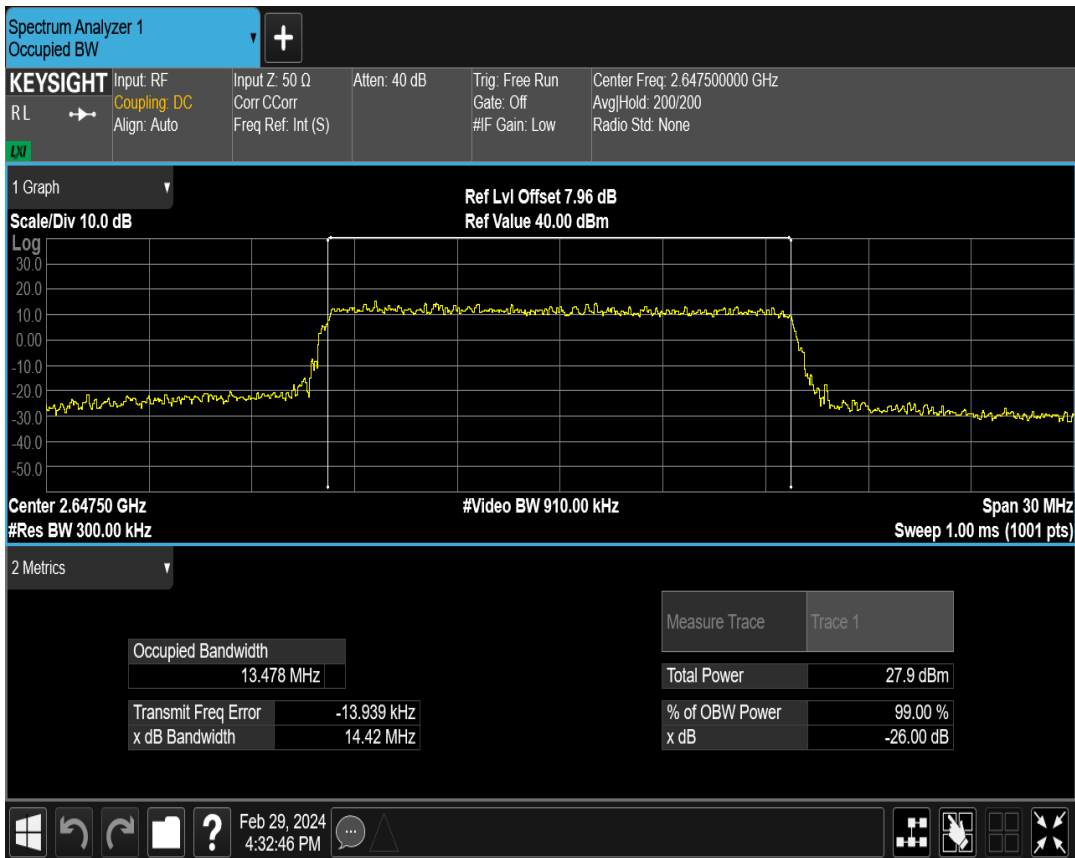 Spectrum Analyzer 1
Occupied BW
KEYSIGHT
R L
LXI
Input: RF
Coupling: DC
Align: Auto
Input Z: 50 Ω
Corr CCorr
Freq Ref: Int (S)
Atten: 40 dB
Trig: Free Run
Gate: Off
#IF Gain: Low
Center Freq: 2.647500000 GHz
Avg|Hold: 200/200
Radio Std: None
1 Graph
Scale/Div 10.0 dB
Ref Lvl Offset 7.96 dB
Ref Value 40.00 dBm
Log
30.0
20.0
10.0
0.00
-10.0
-20.0
-30.0
-40.0
-50.0
Center 2.64750 GHz
#Video BW 910.00 kHz
Span 30 MHz
#Res BW 300.00 kHz
Sweep 1.00 ms (1001 pts)
2 Metrics
Measure Trace Trace 1
Occupied Bandwidth
13.478 MHz
Total Power 27.9 dBm
Transmit Freq Error -13.939 kHz
% of OBW Power 99.00 %
x dB Bandwidth 14.42 MHz
x dB -26.00 dB
?
Feb 29, 2024
4:32:46 PM